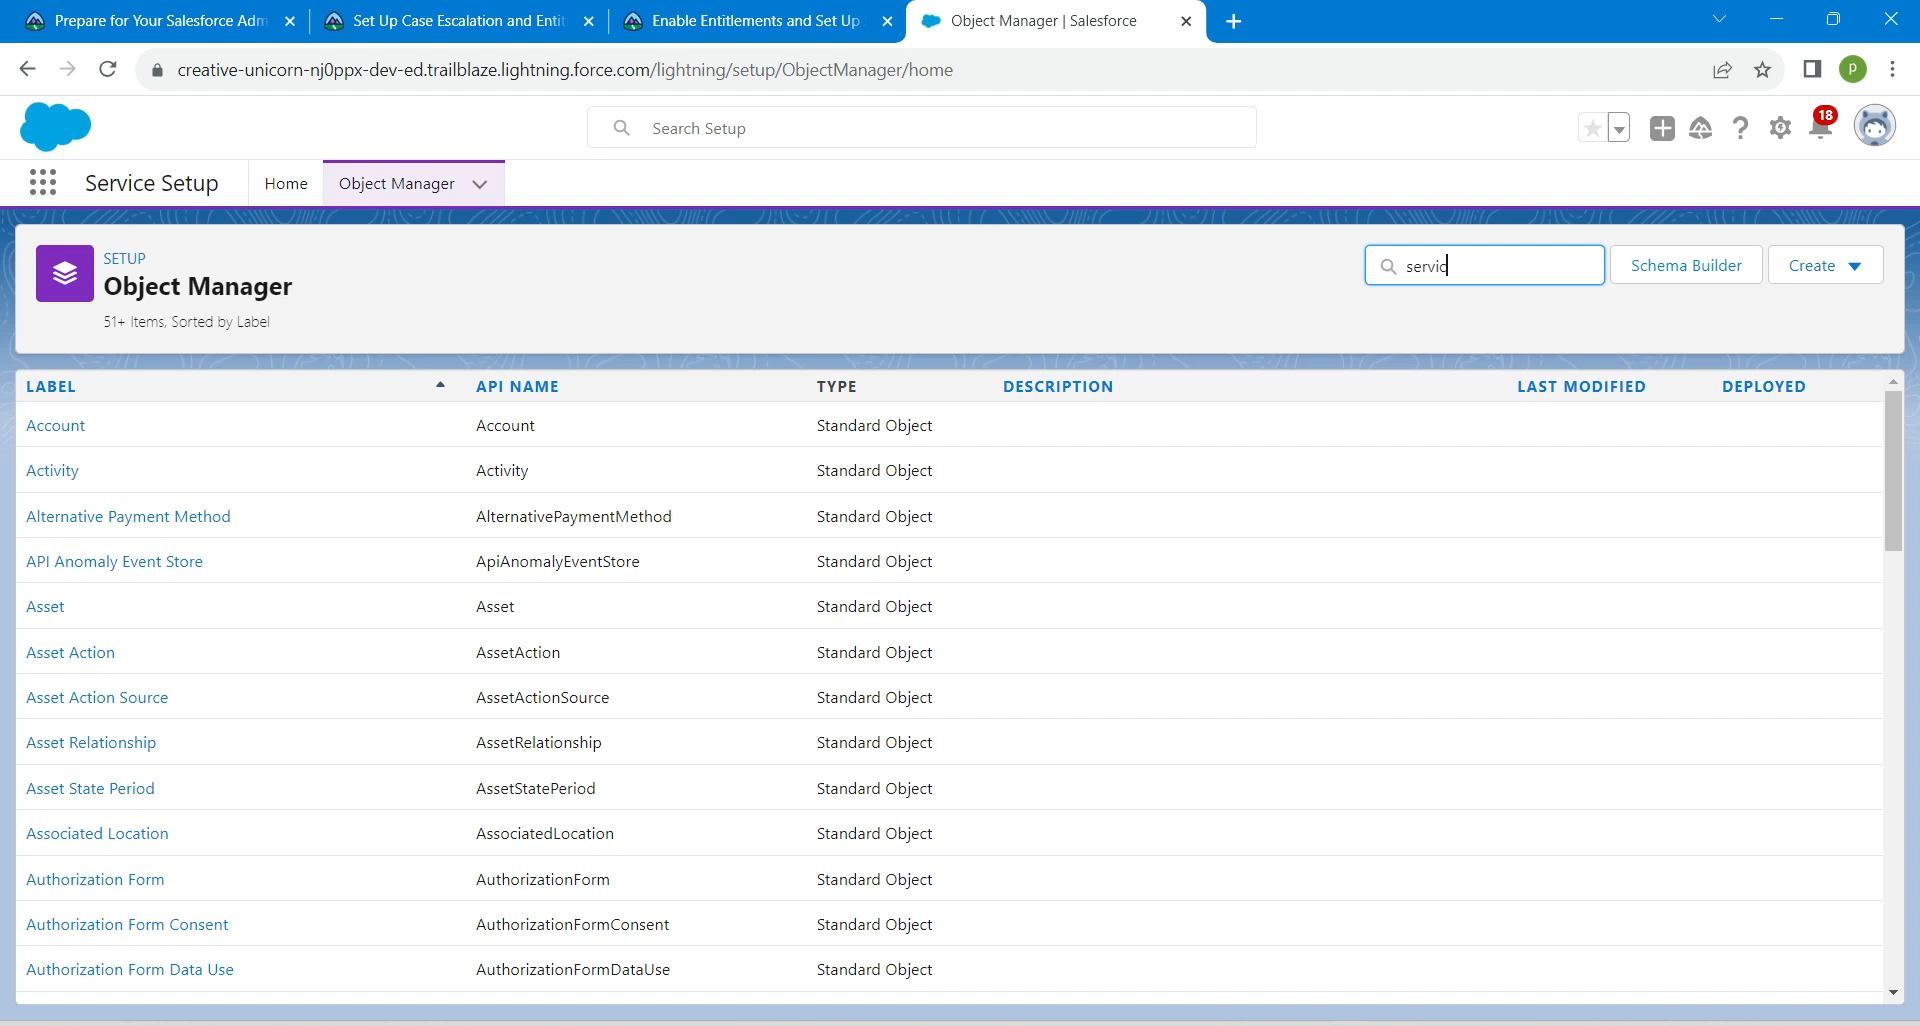 Prepare for Your Salesforce Adm
Set Up Case Escalation and Entit
Enable Entitlements and Set Up
Object Manager | Salesforce
creative-unicorn-nj0ppx-dev-ed.trailblaze.lightning.force.com/lightning/setup/ObjectManager/home
P
Search Setup
18
Service Setup
Home
Object Manager
SETUP
Object Manager
51+ Items, Sorted by Label
servic
Schema Builder
Create
LABEL API NAME TYPE DESCRIPTION LAST MODIFIED DEPLOYED
Account Account Standard Object
Activity Activity Standard Object
Alternative Payment Method AlternativePaymentMethod Standard Object
API Anomaly Event Store ApiAnomalyEventStore Standard Object
Asset Asset Standard Object
Asset Action AssetAction Standard Object
Asset Action Source AssetActionSource Standard Object
Asset Relationship AssetRelationship Standard Object
Asset State Period AssetStatePeriod Standard Object
Associated Location AssociatedLocation Standard Object
Authorization Form AuthorizationForm Standard Object
Authorization Form Consent AuthorizationFormConsent Standard Object
Authorization Form Data Use AuthorizationFormDataUse Standard Object